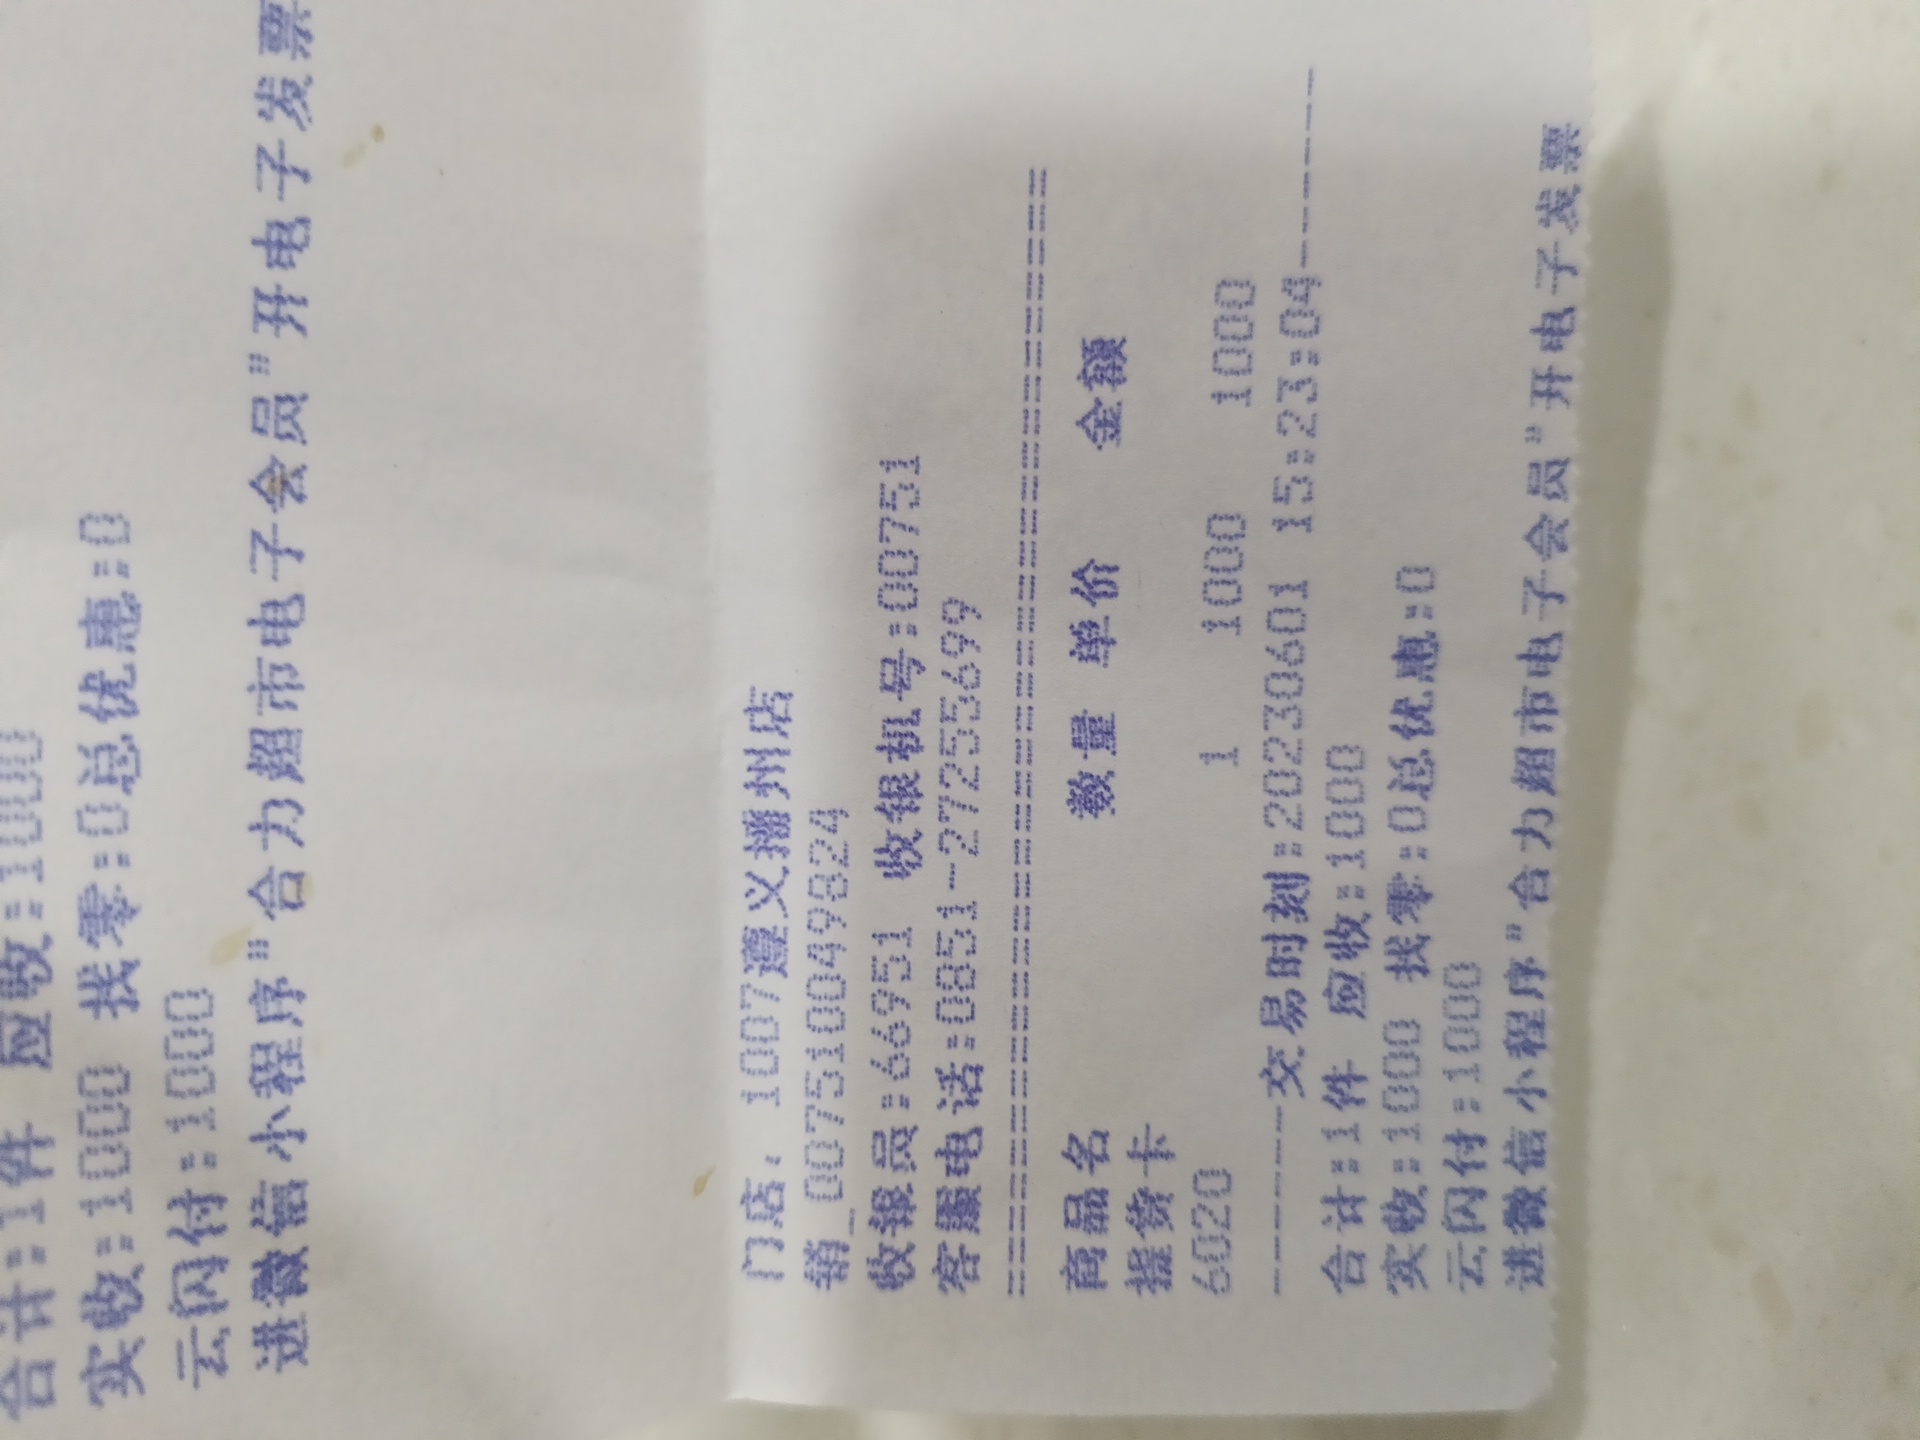 合计:1件 应收:1000
实收:1000 找零:0总优惠:0
云闪付:1000
进微信小程序"合力超市电子会员"开电子发票
门店: 1007遵义播州店
销_0075100049824
收银员:66951 收银机号:00751
客服电话:0851-27255699
==========================================
商品名 数量 单价 金额
提货卡
6020 1 1000 1000
--------交易时刻:20230601 15:23:04--------
合计:1件 应收:1000
实收:1000 找零:0总优惠:0
云闪付:1000
进微信小程序"合力超市电子会员"开电子发票